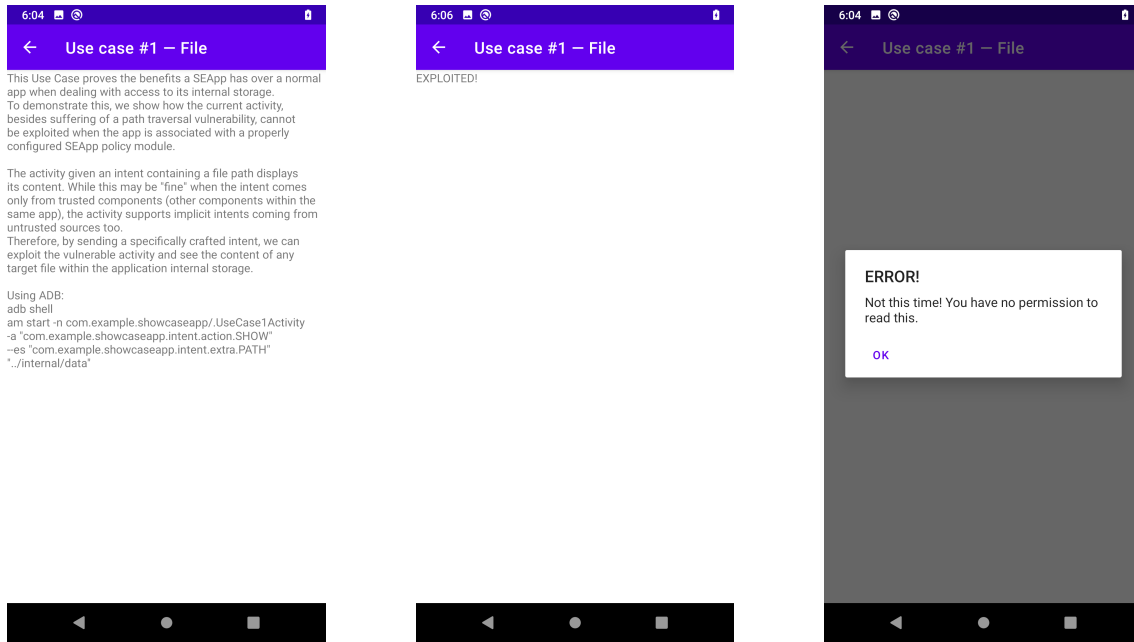 6:04
Use case #1 — File
This Use Case proves the benefits a SEApp has over a normal
app when dealing with access to its internal storage.
To demonstrate this, we show how the current activity,
besides suffering of a path traversal vulnerability, cannot
be exploited when the app is associated with a properly
configured SEApp policy module.
The activity given an intent containing a file path displays
its content. While this may be "fine" when the intent comes
only from trusted components (other components within the
same app), the activity supports implicit intents coming from
untrusted sources too.
Therefore, by sending a specifically crafted intent, we can
exploit the vulnerable activity and see the content of any
target file within the application internal storage.
Using ADB:
adb shell
am start -n com.example.showcaseapp/.UseCase1Activity
-a "com.example.showcaseapp.intent.action.SHOW"
--es "com.example.showcaseapp.intent.extra.PATH"
"../internal/data"
6:06
Use case #1 — File
EXPLOITED!
6:04
Use case #1 — File
ERROR!
Not this time! You have no permission to
read this.
OK